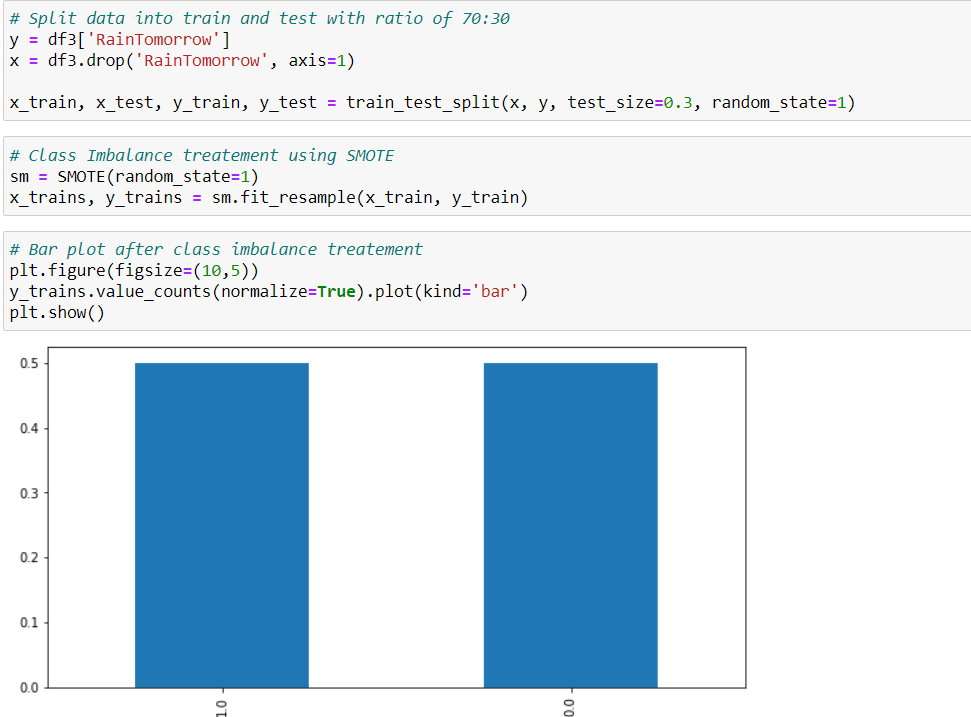 # Split data into train and test with ratio of 70:30
y = df3['RainTomorrow']
x = df3.drop('RainTomorrow', axis=1)
x_train, x_test, y_train, y_test = train_test_split(x, y, test_size=0.3, random_state=1)
# Class Imbalance treatement using SMOTE
sm = SMOTE(random_state=1)
x_trains, y_trains = sm.fit_resample(x_train, y_train)
# Bar plot after class imbalance treatement
plt.figure(figsize=(10,5))
y_trains.value_counts(normalize=True).plot(kind='bar')
plt.show()
0.5
0.4
0.3
0.2
0.1
0.0
1.0
0.0